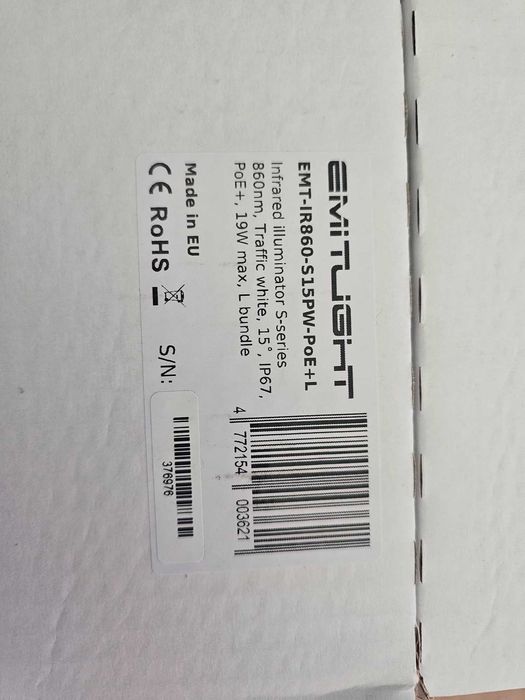 EMITLIGHT
EMT-IR860-S15PW-PoE+L
Infrared illuminator S-series
860nm, Traffic white, 15°, IP67,
PoE+, 19W max, L bundle
4 772154 003621
Made in EU
CE RoHS
S/N:
376976